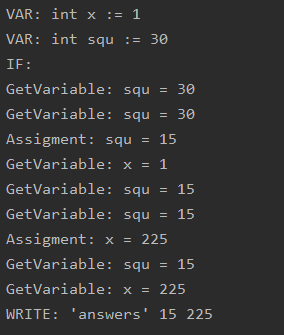 VAR: int x := 1
VAR: int squ := 30
IF:
GetVariable: squ = 30
GetVariable: squ = 30
Assigment: squ = 15
GetVariable: x = 1
GetVariable: squ = 15
GetVariable: squ = 15
Assigment: x = 225
GetVariable: squ = 15
GetVariable: x = 225
WRITE: 'answers' 15 225